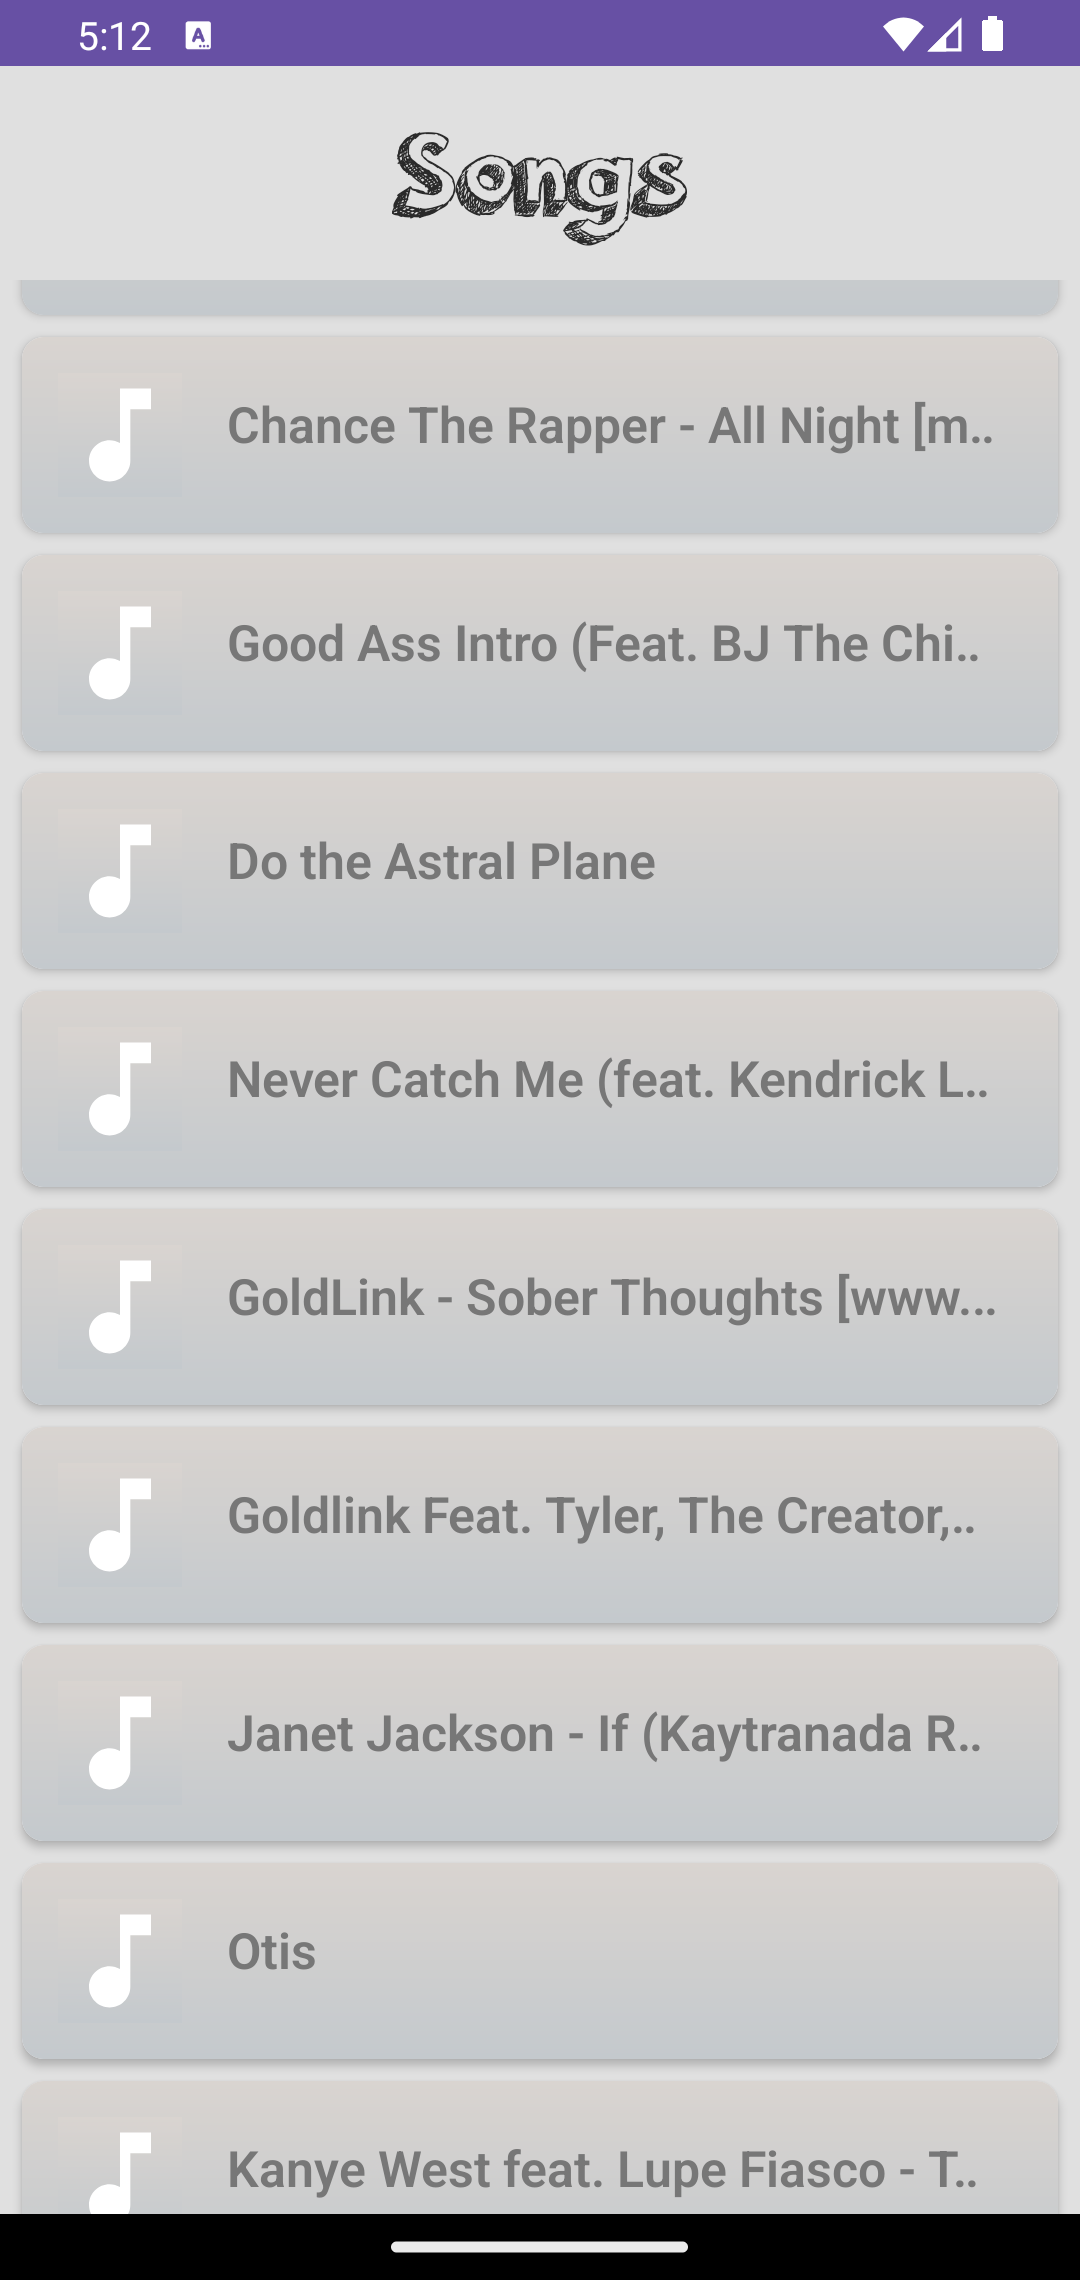 5:12
Songs
Chance The Rapper - All Night [m..
Good Ass Intro (Feat. BJ The Chi..
Do the Astral Plane
Never Catch Me (feat. Kendrick L..
GoldLink - Sober Thoughts [www...
Goldlink Feat. Tyler, The Creator,..
Janet Jackson - If (Kaytranada R..
Otis
Kanye West feat. Lupe Fiasco - T..